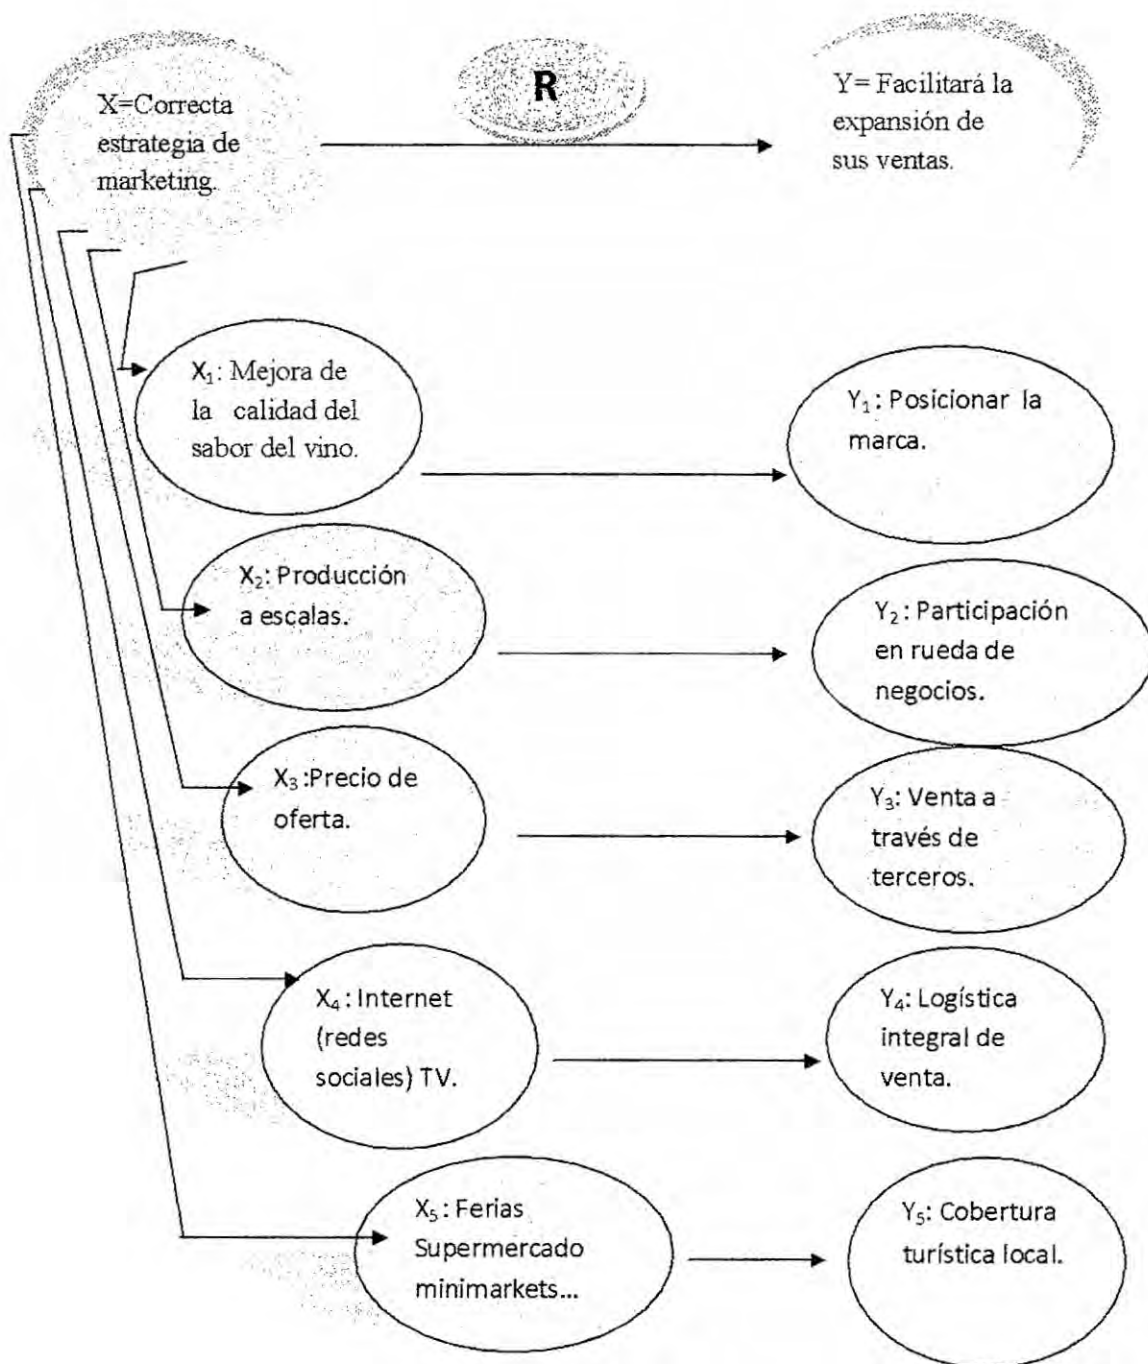 X=Correcta
estrategia de
marketing.
R
Y= Facilitará la
expansión de
sus ventas.
X₁: Mejora de
la calidad del
sabor del vino.
Y₁: Posicionar la
marca.
X₂: Producción
a escalas.
Y₂: Participación
en rueda de
negocios.
X₃:Precio de
oferta.
Y₃: Venta a
través de
terceros.
X₄: Internet
(redes
sociales) TV.
Y₄: Logística
integral de
venta.
X₅: Ferias
Supermercado
minimarkets...
Y₅: Cobertura
turística local.